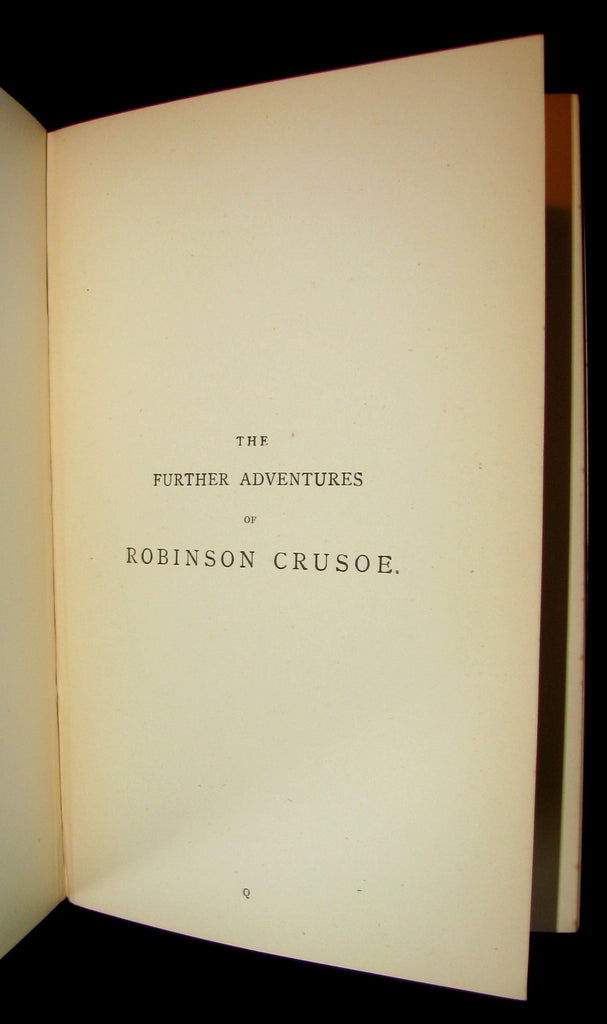 THE
FURTHER ADVENTURES
OF
ROBINSON CRUSOE.
Q